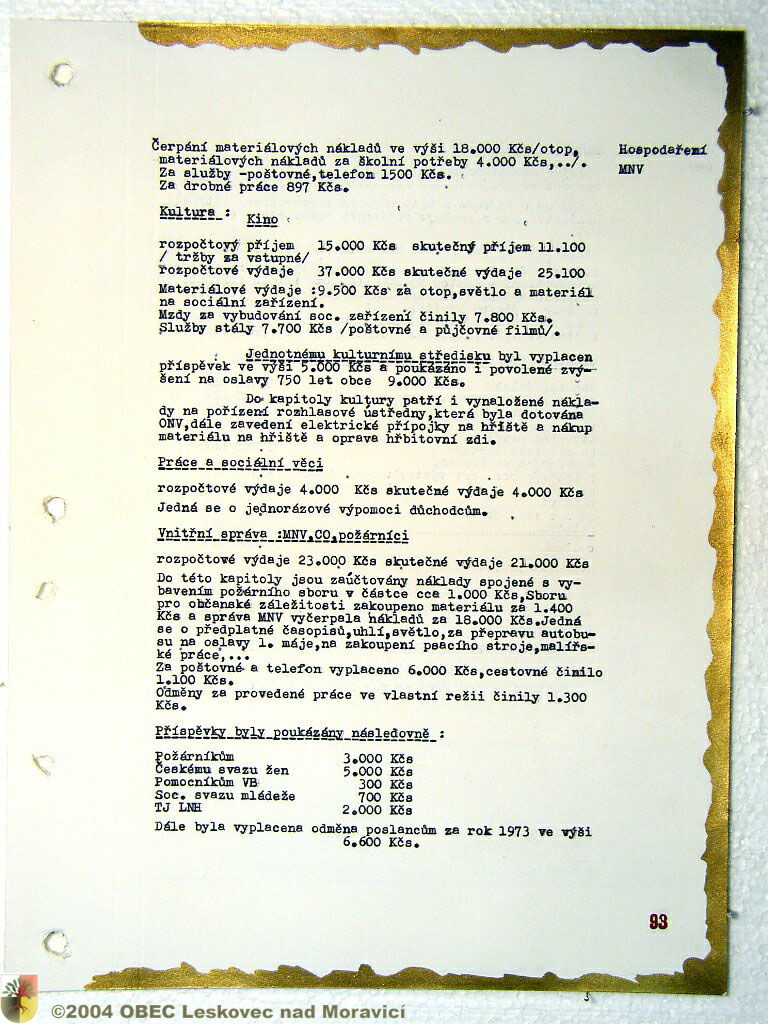 Čerpání materiálových nákladů ve výši 18.000 Kčs/otop,
materiálových nákladů za školní potřeby 4.000 Kčs,../.
Za služby -poštovné,telefon 1500 Kčs.
Za drobné práce 897 Kčs.
Hospodaření
MNV
Kultura :
Kino
rozpočtový příjem 15.000 Kčs skutečný příjem 11.100
/ tržby za vstupné/
rozpočtové výdaje 37.000 Kčs skutečné výdaje 25.100
Materiálové výdaje :9.500 Kčs za otop,světlo a materiál
na sociální zařízení.
Mzdy za vybudování soc. zařízení činily 7.800 Kčs.
Služby stály 7.700 Kčs /poštovné a půjčovné filmů/.
Jednotnému kulturnímu středisku byl vyplacen
příspěvek ve výši 5.000 Kčs a poukázáno i povolené zvý-
šení na oslavy 750 let obce 9.000 Kčs.
Do kapitoly kultury patří i vynaložené nákla-
dy na pořízení rozhlasové ústředny,která byla dotována
ONV,dále zavedení elektrické přípojky na hřiště a nákup
materiálu na hřiště a oprava hřbitovní zdi.
Práce a sociální věci
rozpočtové výdaje 4.000 Kčs skutečné výdaje 4.000 Kčs
Jedná se o jednorázové výpomoci důchodcům.
Vnitřní správa :MNV,CO,požárníci
rozpočtové výdaje 23.000 Kčs skutečné výdaje 21.000 Kčs
Do této kapitoly jsou zaúčtovány náklady spojené s vy-
bavením požárního sboru v částce cca 1.000 Kčs,Sboru
pro občanské záležitosti zakoupeno materiálu za 1.400
Kčs a správa MNV vyčerpala nákladů za 18.000 Kčs.Jedná
se o předplatné časopisů,uhlí,světlo,za přepravu autobu-
su na oslavy 1. máje,na zakoupení psacího stroje,malířs-
ké práce,...
Za poštovné a telefon vyplaceno 6.000 Kčs,cestovné činilo
1.100 Kčs.
Odměny za provedené práce ve vlastní režii činily 1.300
Kčs.
Příspěvky byly poukázány následovně :
Požárníkům 3.000 Kčs
Českému svazu žen 5.000 Kčs
Pomocníkům VB 300 Kčs
Soc. svazu mládeže 700 Kčs
TJ LNH 2.000 Kčs
Dále byla vyplacena odměna poslancům za rok 1973 ve výši
6.600 Kčs.
93
©2004 OBEC Leskovec nad Moravicí